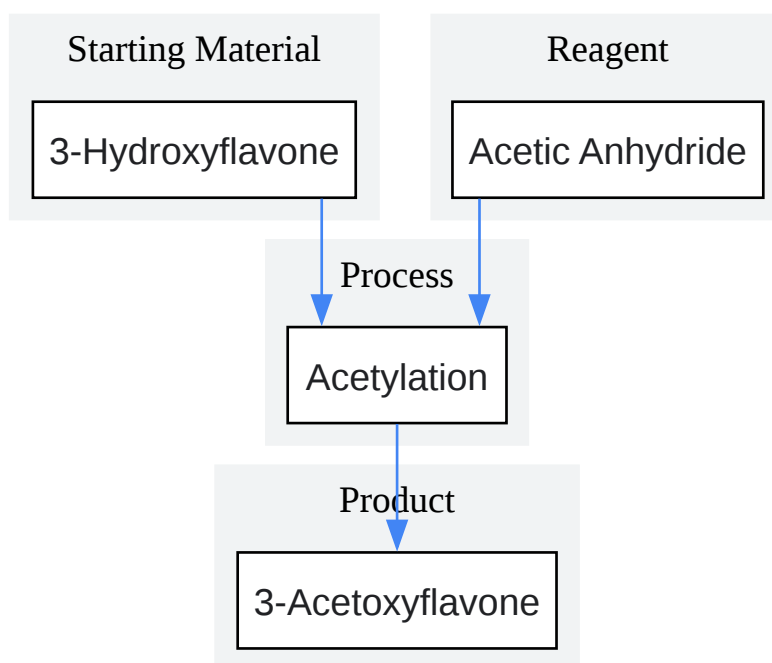 Starting Material
Reagent
3-Hydroxyflavone
Acetic Anhydride
Process
Acetylation
Product
3-Acetoxyflavone